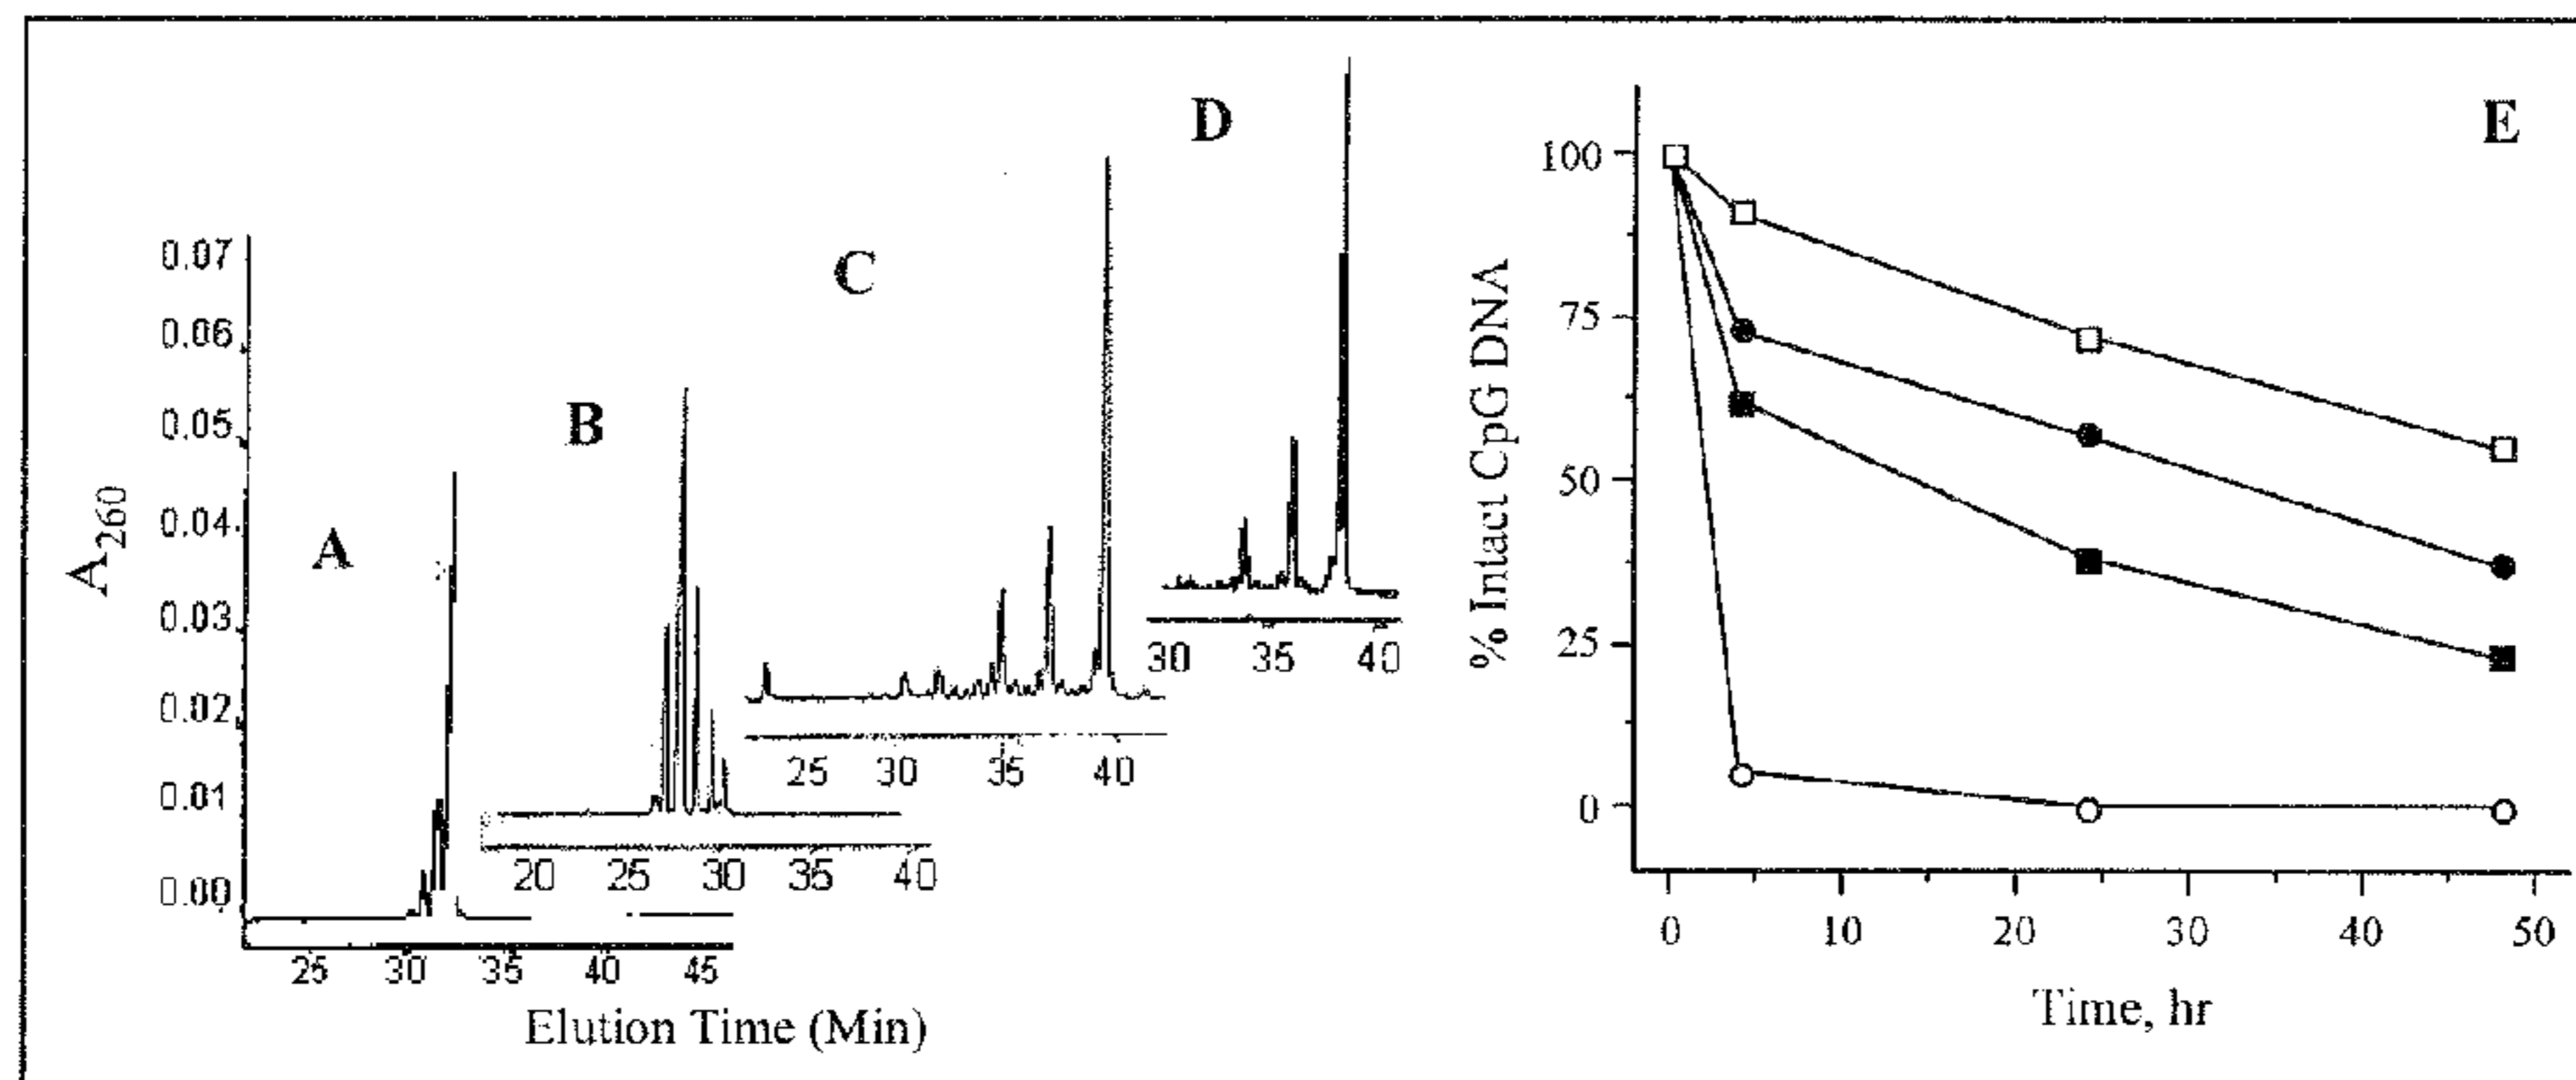 A
B
C
D
E
A260
0.07
0.06
0.05
0.04
0.03
0.02
0.01
0.00
25 30 35 40 45
20 25 30 35 40
25 30 35 40
30 35 40
Elution Time (Min)
% Intact CpG DNA
100
75
50
25
0
0 10 20 30 40 50
Time, hr